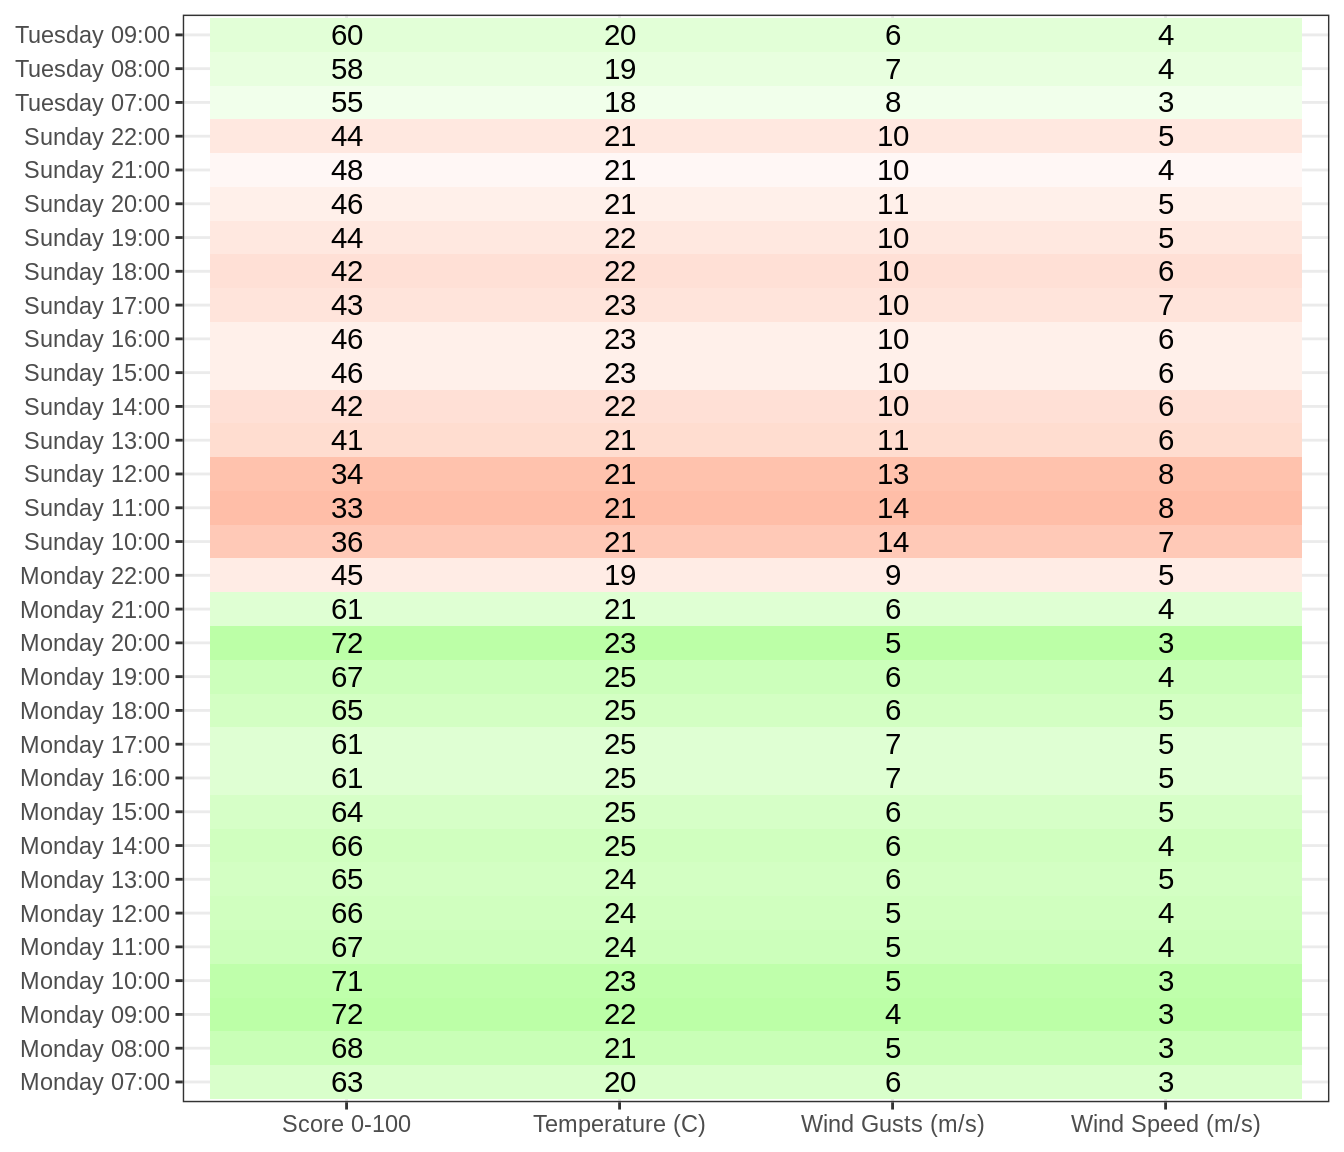 Tuesday 09:00 60 20 6 4
Tuesday 08:00 58 19 7 4
Tuesday 07:00 55 18 8 3
Sunday 22:00 44 21 10 5
Sunday 21:00 48 21 10 4
Sunday 20:00 46 21 11 5
Sunday 19:00 44 22 10 5
Sunday 18:00 42 22 10 6
Sunday 17:00 43 23 10 7
Sunday 16:00 46 23 10 6
Sunday 15:00 46 23 10 6
Sunday 14:00 42 22 10 6
Sunday 13:00 41 21 11 6
Sunday 12:00 34 21 13 8
Sunday 11:00 33 21 14 8
Sunday 10:00 36 21 14 7
Monday 22:00 45 19 9 5
Monday 21:00 61 21 6 4
Monday 20:00 72 23 5 3
Monday 19:00 67 25 6 4
Monday 18:00 65 25 6 5
Monday 17:00 61 25 7 5
Monday 16:00 61 25 7 5
Monday 15:00 64 25 6 5
Monday 14:00 66 25 6 4
Monday 13:00 65 24 6 5
Monday 12:00 66 24 5 4
Monday 11:00 67 24 5 4
Monday 10:00 71 23 5 3
Monday 09:00 72 22 4 3
Monday 08:00 68 21 5 3
Monday 07:00 63 20 6 3
Score 0-100 Temperature (C) Wind Gusts (m/s) Wind Speed (m/s)